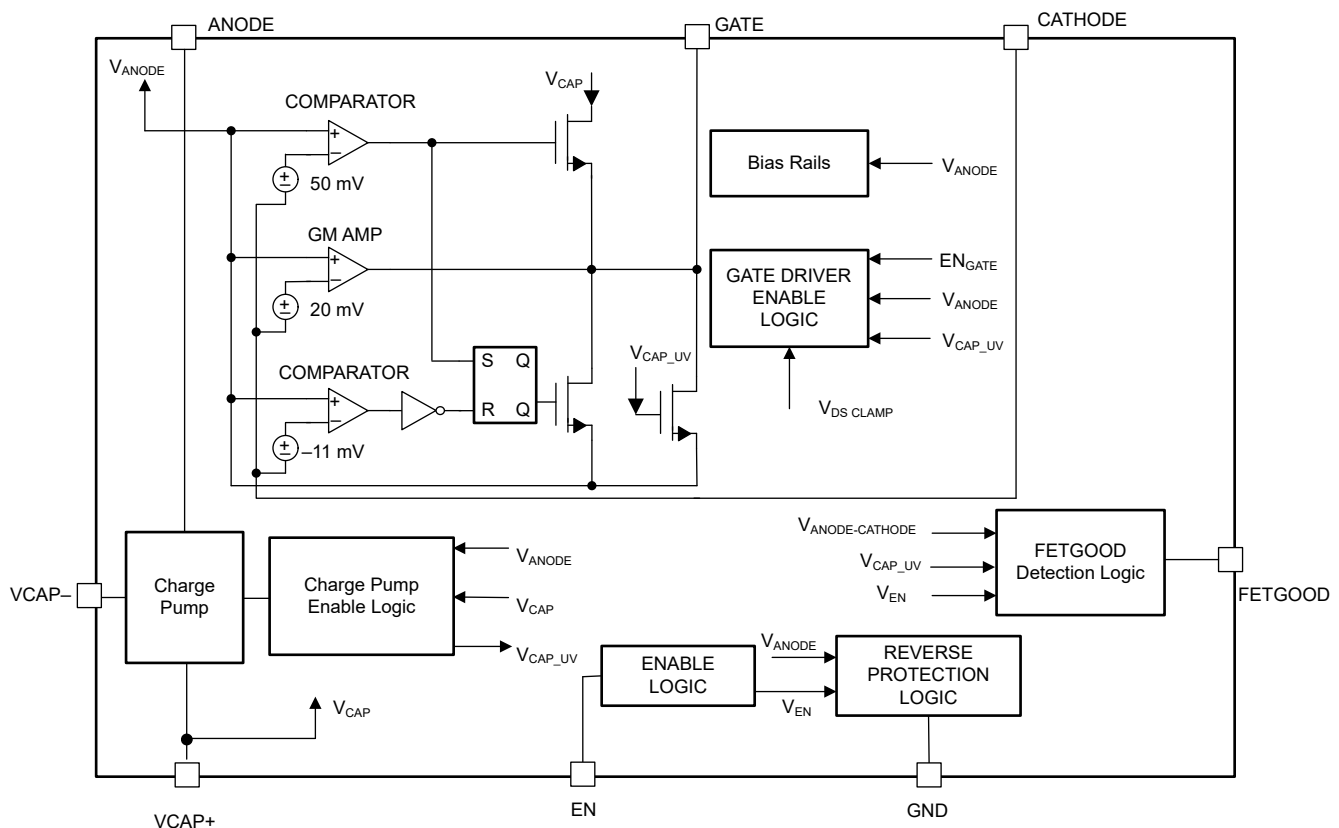 ANODE
GATE
CATHODE
VANODE
VCAP
COMPARATOR
+
−
±
50 mV
Bias Rails
VANODE
GM AMP
+
−
±
20 mV
GATE DRIVER
ENABLE
LOGIC
ENGATE
VANODE
VCAP_UV
VDS CLAMP
VCAP_UV
COMPARATOR
+
−
±
–11 mV
S Q
R Q
VCAP–
Charge
Pump
Charge Pump
Enable Logic
VANODE
VCAP
VCAP_UV
VANODE-CATHODE
VCAP_UV
VEN
FETGOOD
Detection Logic
FETGOOD
VCAP
ENABLE
LOGIC
VANODE
VEN
REVERSE
PROTECTION
LOGIC
VCAP+
EN
GND